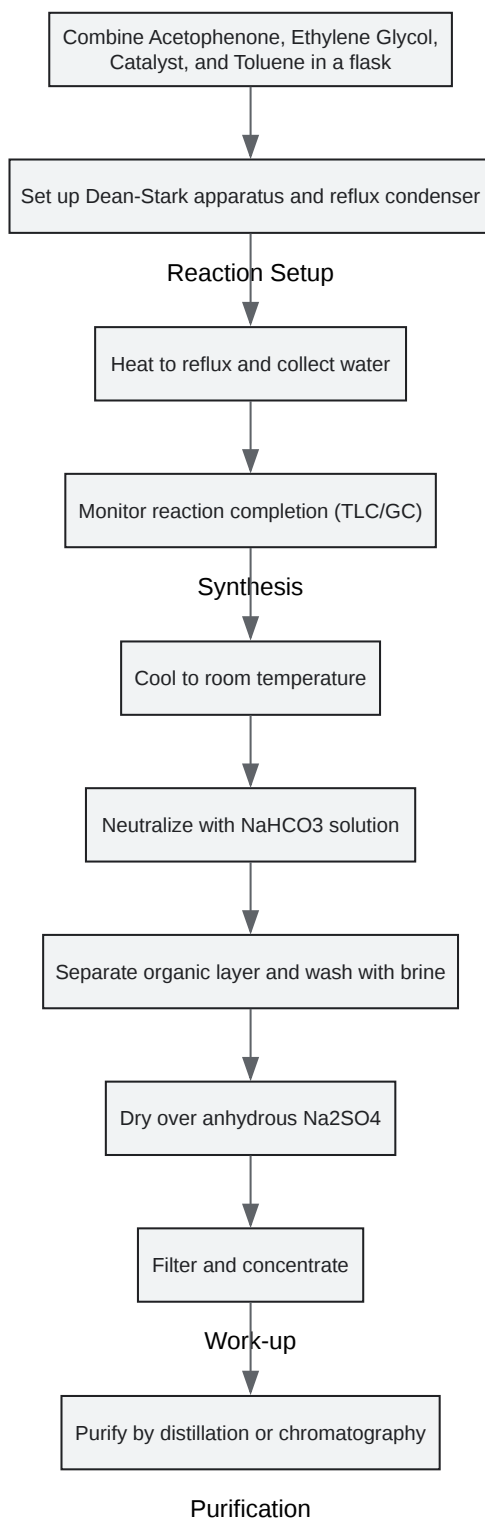 Combine Acetophenone, Ethylene Glycol,
Catalyst, and Toluene in a flask
Set up Dean-Stark apparatus and reflux condenser
Reaction Setup
Heat to reflux and collect water
Monitor reaction completion (TLC/GC)
Synthesis
Cool to room temperature
Neutralize with NaHCO3 solution
Separate organic layer and wash with brine
Dry over anhydrous Na2SO4
Filter and concentrate
Work-up
Purify by distillation or chromatography
Purification